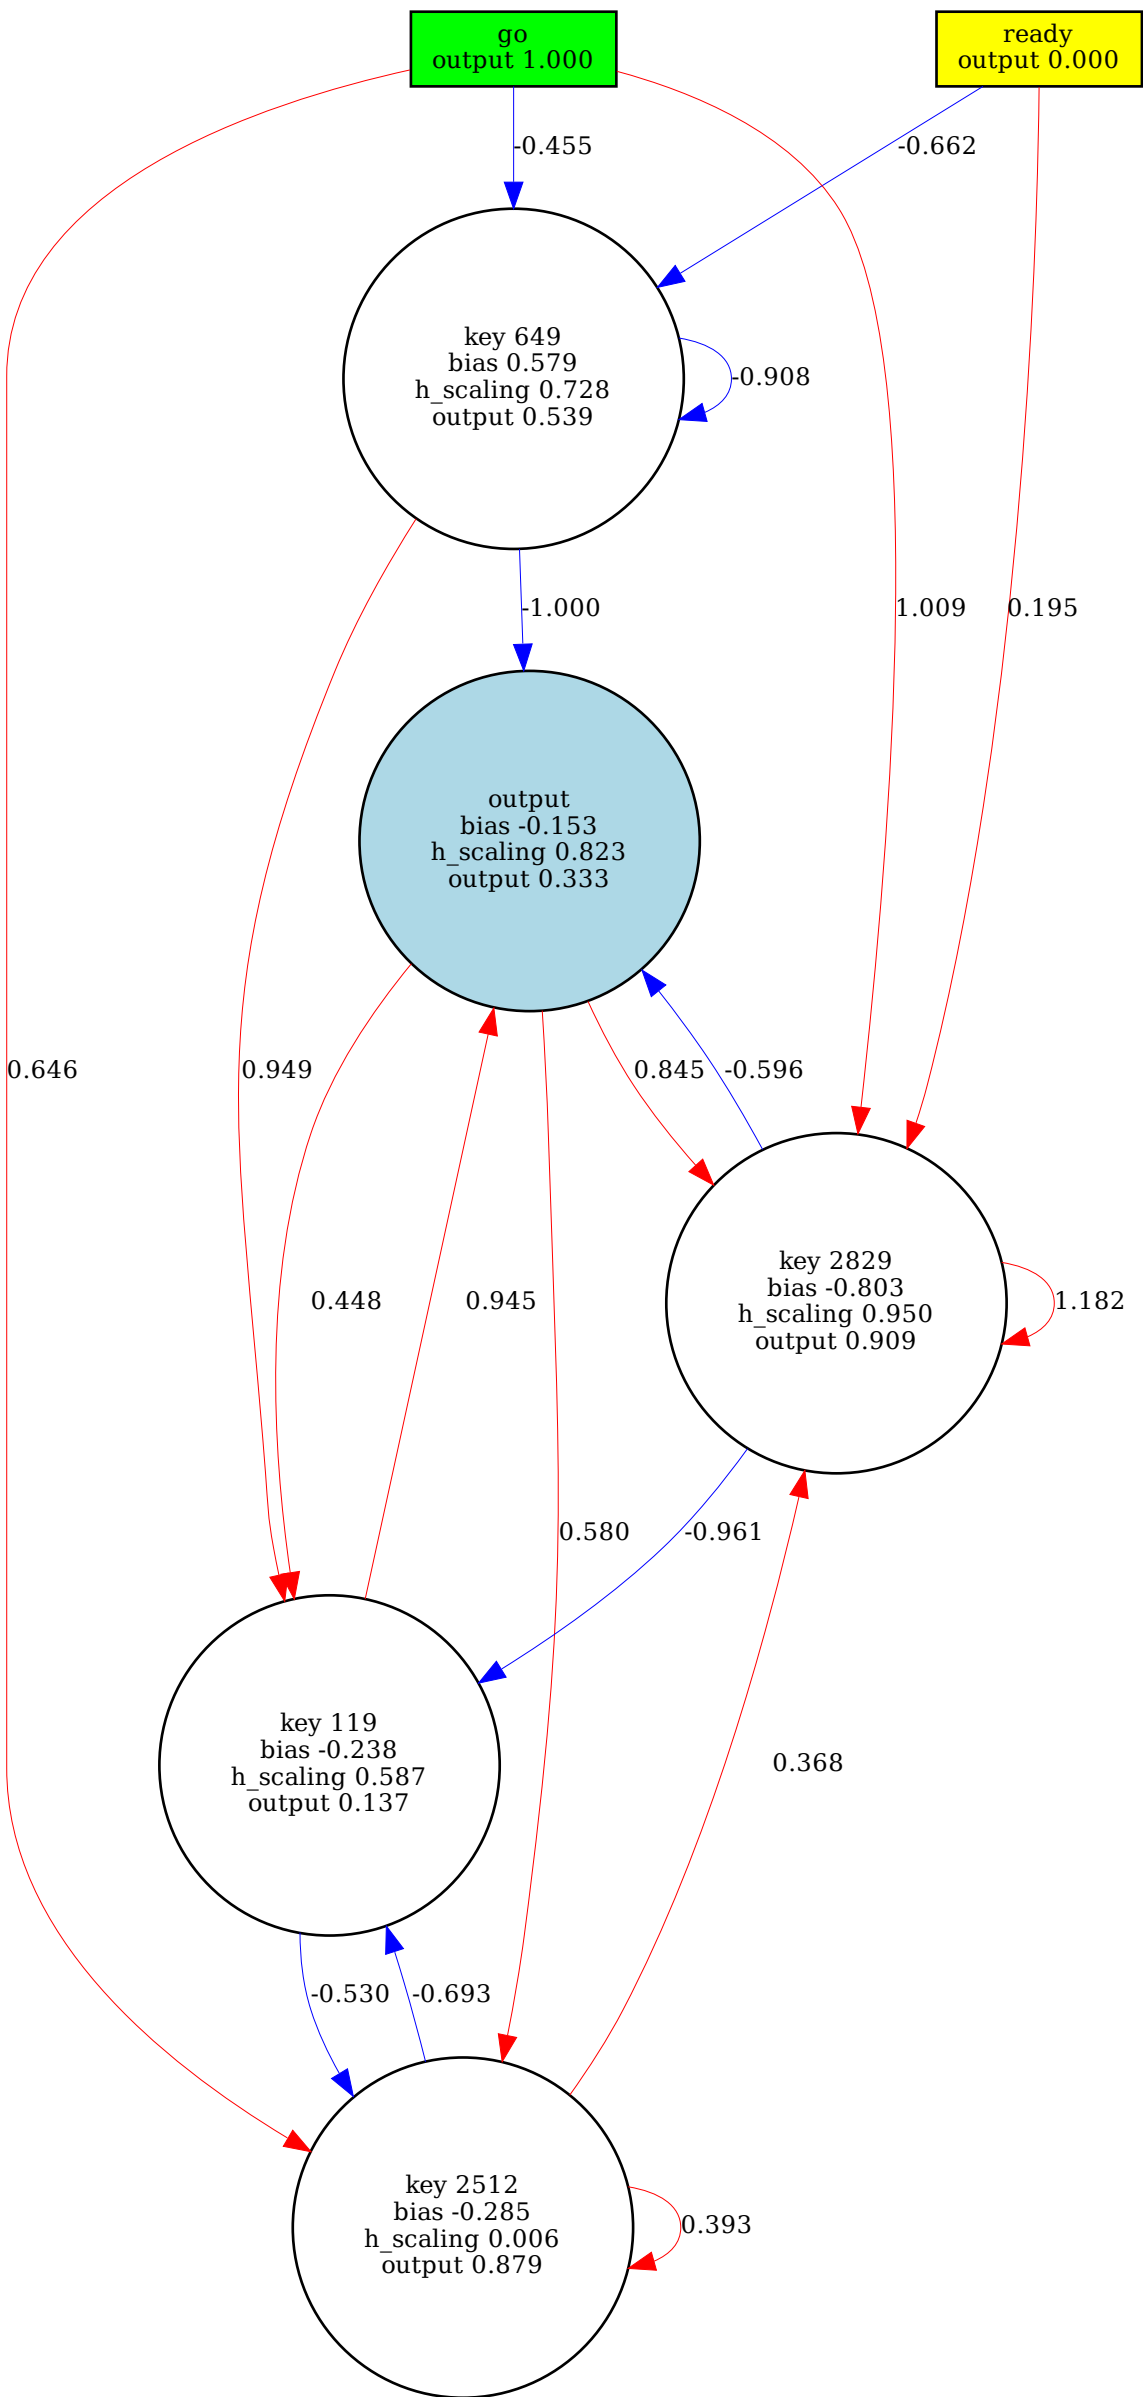 go
output 1.000
ready
output 0.000
-0.455
-0.662
key 649
bias 0.579
h_scaling 0.728
output 0.539
-0.908
-1.000
1.009
0.195
output
bias -0.153
h_scaling 0.823
output 0.333
0.646
0.949
0.845
-0.596
key 2829
bias -0.803
h_scaling 0.950
output 0.909
0.448
0.945
1.182
0.580
-0.961
key 119
bias -0.238
h_scaling 0.587
output 0.137
0.368
-0.530
-0.693
key 2512
bias -0.285
h_scaling 0.006
output 0.879
0.393